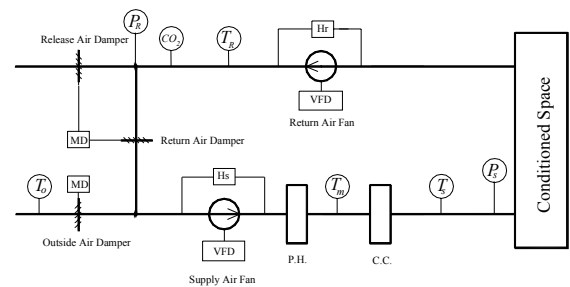 P_R
Release Air Damper
CO_2
T_R
Hr
VFD
Return Air Fan
MD
Return Air Damper
Conditioned Space
T_o
MD
Hs
T_m
T_s
P_s
Outside Air Damper
VFD
P.H.
C.C.
Supply Air Fan